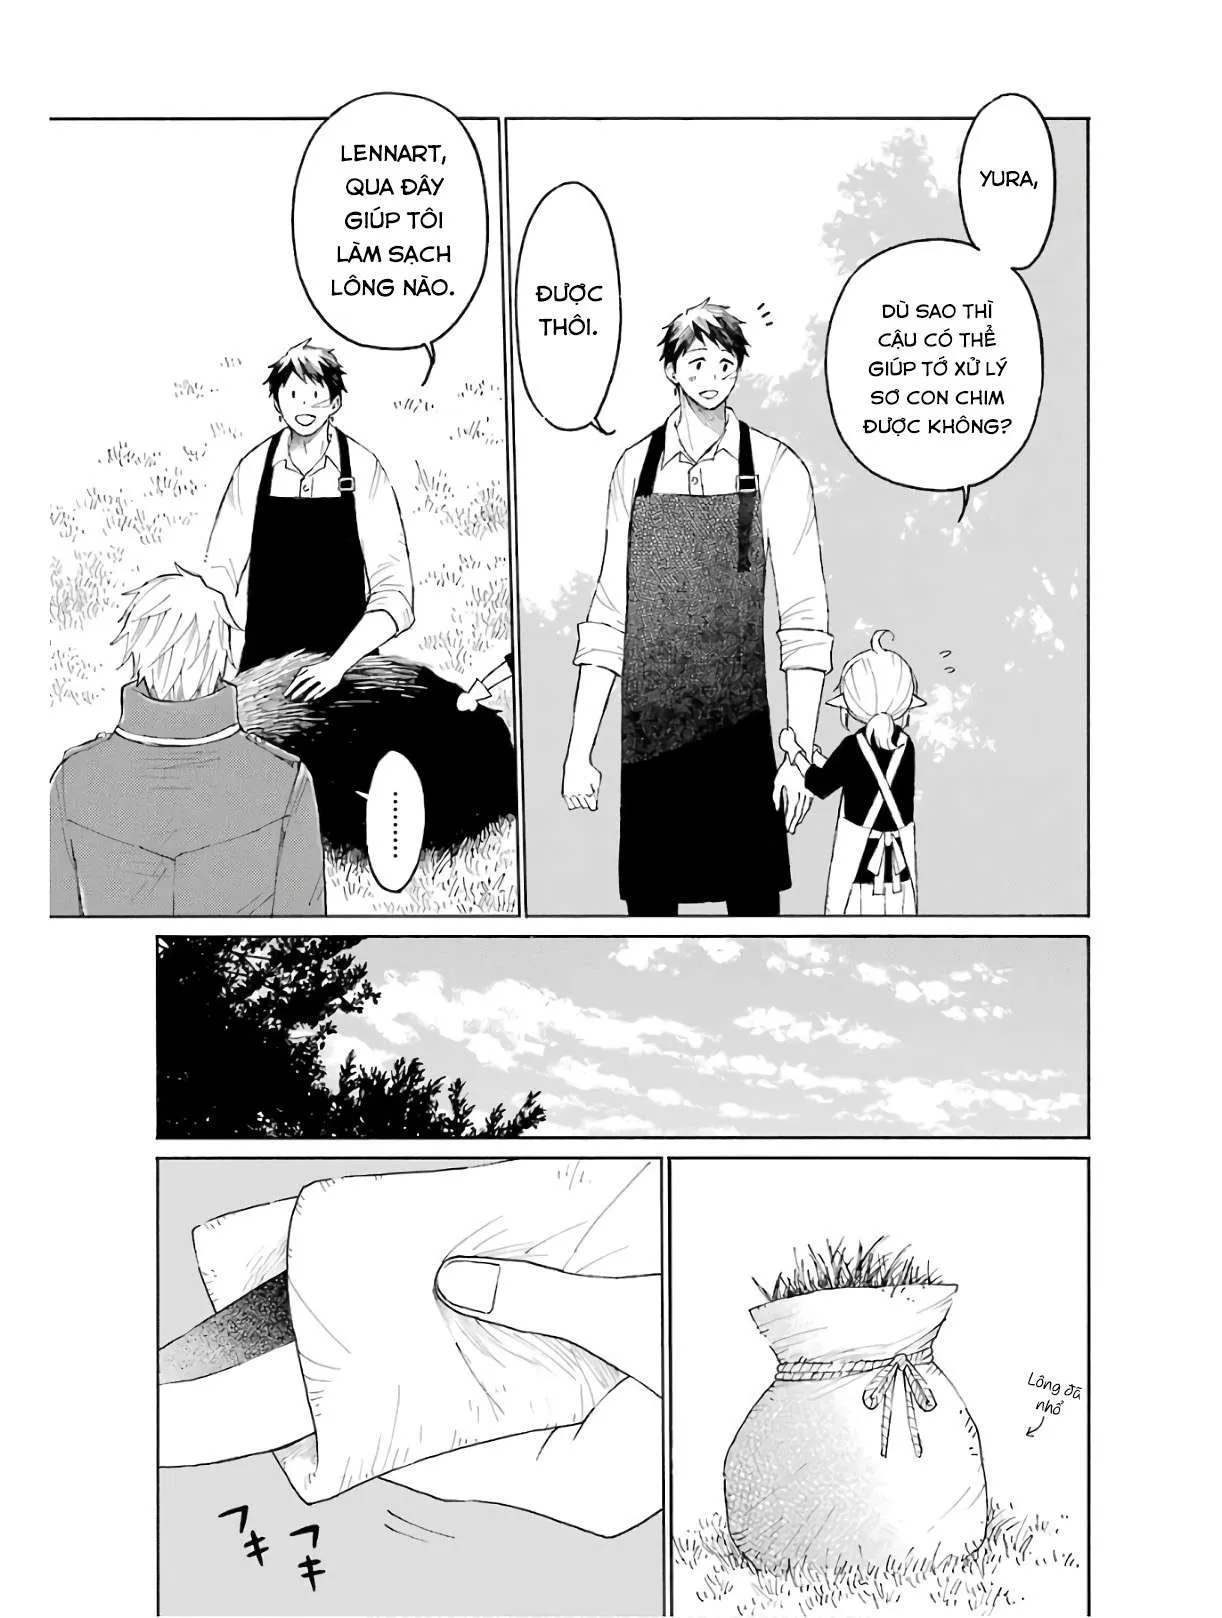 YURA,
DÙ SAO THÌ
CẬU CÓ THỂ
GIÚP TỚ XỬ LÝ
SƠ CON CHIM
ĐƯỢC KHÔNG?
ĐƯỢC
THÔI.
LENNART,
QUA ĐÂY
GIÚP TÔI
LÀM SẠCH
LÔNG NÀO.
.........
Lông đã
nhổ
フキ
フキ